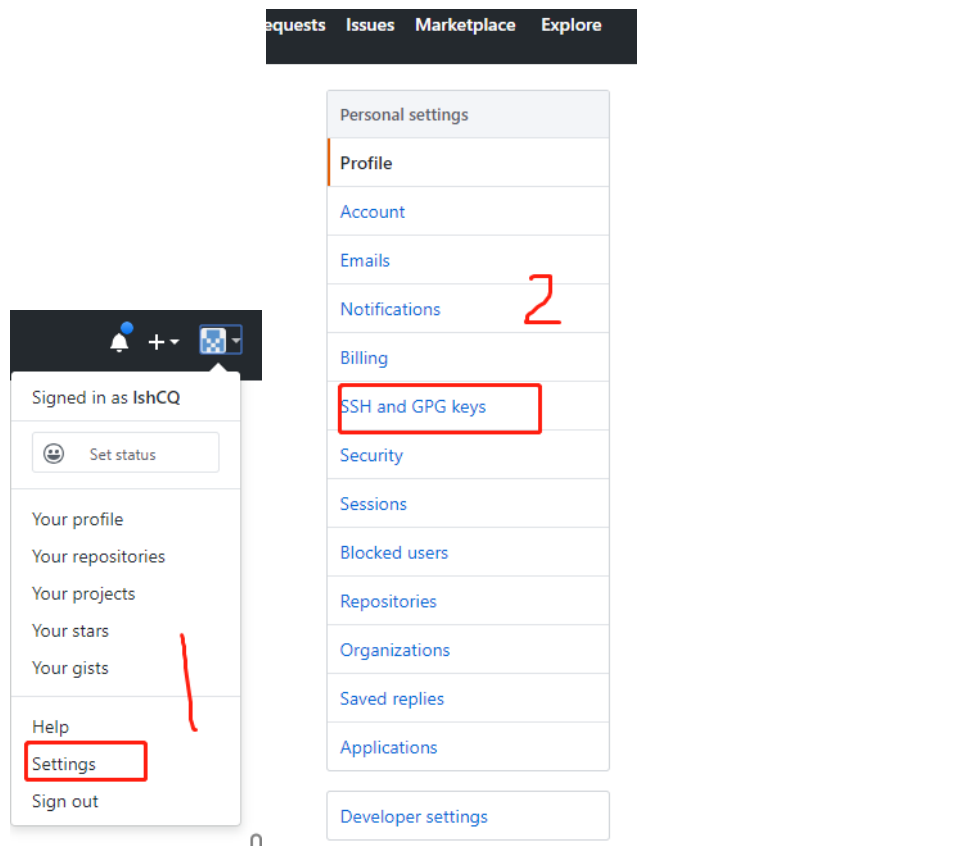 equests Issues Marketplace Explore
Personal settings
Profile
Account
Emails
Notifications
2
Billing
SSH and GPG keys
Security
Sessions
Blocked users
Repositories
Organizations
Saved replies
Applications
Developer settings
Signed in as lshCQ
Set status
Your profile
Your repositories
Your projects
Your stars
Your gists
1
Help
Settings
Sign out